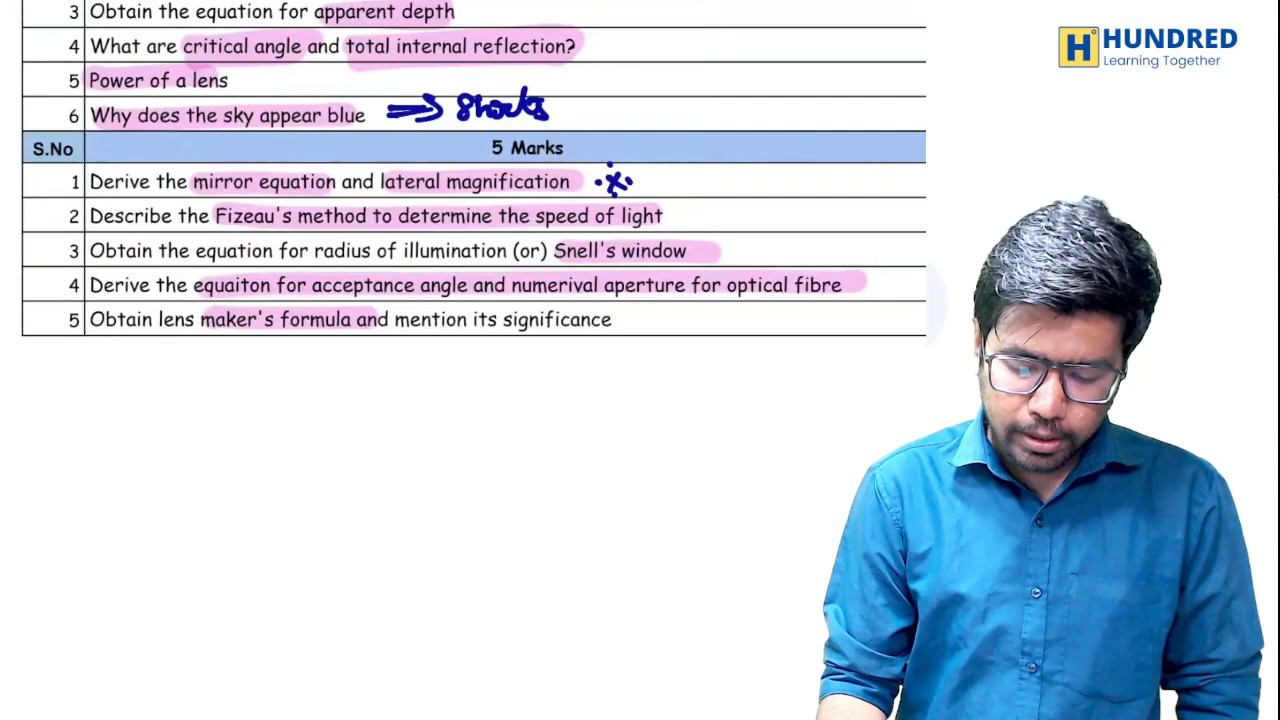 3 Obtain the equation for apparent depth
4 What are critical angle and total internal reflection?
5 Power of a lens
6 Why does the sky appear blue => Shorts
S.No 5 Marks
1 Derive the mirror equation and lateral magnification
2 Describe the Fizeau's method to determine the speed of light
3 Obtain the equation for radius of illumination (or) Snell's window
4 Derive the equaiton for acceptance angle and numerival aperture for optical fibre
5 Obtain lens maker's formula and mention its significance
H HUNDRED
Learning Together